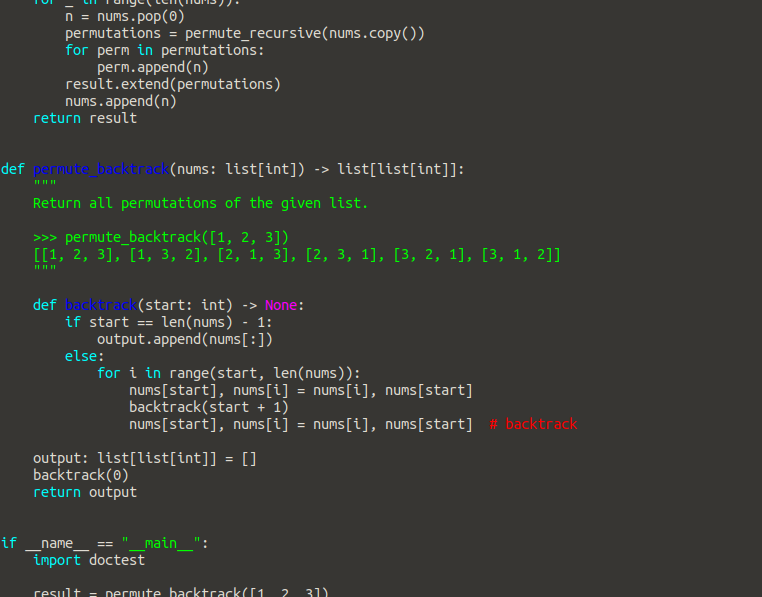 for _ in range(len(nums)):
        n = nums.pop(0)
        permutations = permute_recursive(nums.copy())
        for perm in permutations:
            perm.append(n)
        result.extend(permutations)
        nums.append(n)
    return result
def permute_backtrack(nums: list[int]) -> list[list[int]]:
    """
    Return all permutations of the given list.
    >>> permute_backtrack([1, 2, 3])
    [[1, 2, 3], [1, 3, 2], [2, 1, 3], [2, 3, 1], [3, 2, 1], [3, 1, 2]]
    """
    def backtrack(start: int) -> None:
        if start == len(nums) - 1:
            output.append(nums[:])
        else:
            for i in range(start, len(nums)):
                nums[start], nums[i] = nums[i], nums[start]
                backtrack(start + 1)
                nums[start], nums[i] = nums[i], nums[start]  # backtrack
    output: list[list[int]] = []
    backtrack(0)
    return output
if __name__ == "__main__":
    import doctest
    result = permute_backtrack([1, 2, 3])